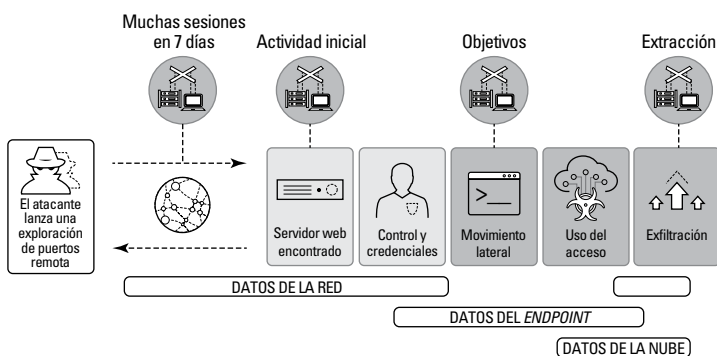 Muchas sesiones
en 7 días
Actividad inicial
Objetivos
Extracción
El atacante
lanza una
exploración
de puertos
remota
Servidor web
encontrado
Control y
credenciales
Movimiento
lateral
Uso del
acceso
Exfiltración
DATOS DE LA RED
DATOS DEL ENDPOINT
DATOS DE LA NUBE